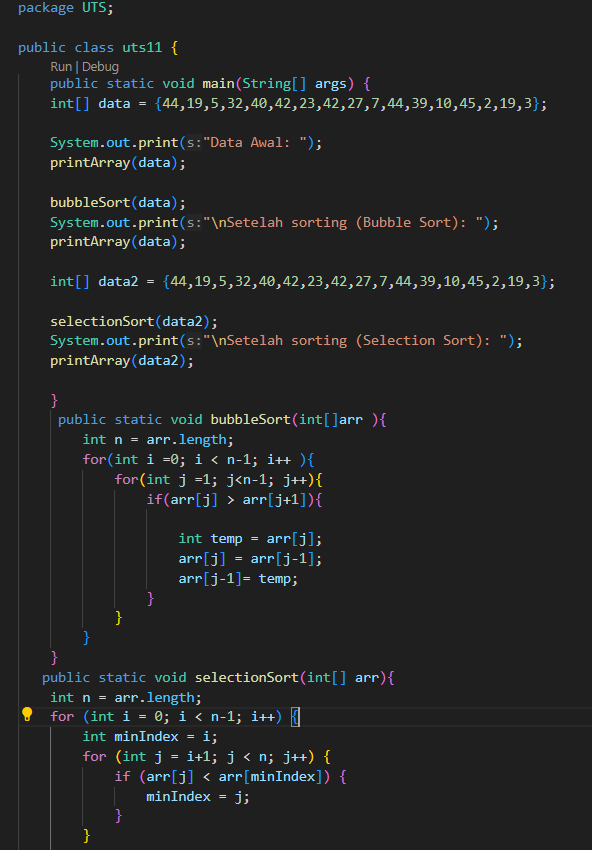 package UTS;
public class uts11 {
Run | Debug
public static void main(String[] args) {
int[] data = {44,19,5,32,40,42,23,42,27,7,44,39,10,45,2,19,3};
System.out.print(s:"Data Awal: ");
printArray(data);
bubbleSort(data);
System.out.print(s:"\nSetelah sorting (Bubble Sort): ");
printArray(data);
int[] data2 = {44,19,5,32,40,42,23,42,27,7,44,39,10,45,2,19,3};
selectionSort(data2);
System.out.print(s:"\nSetelah sorting (Selection Sort): ");
printArray(data2);
}
public static void bubbleSort(int[]arr ){
int n = arr.length;
for(int i =0; i < n-1; i++ ){
for(int j =1; j<n-1; j++){
if(arr[j] > arr[j+1]){
int temp = arr[j];
arr[j] = arr[j-1];
arr[j-1]= temp;
}
}
}
}
public static void selectionSort(int[] arr){
int n = arr.length;
for (int i = 0; i < n-1; i++) {
int minIndex = i;
for (int j = i+1; j < n; j++) {
if (arr[j] < arr[minIndex]) {
minIndex = j;
}
}